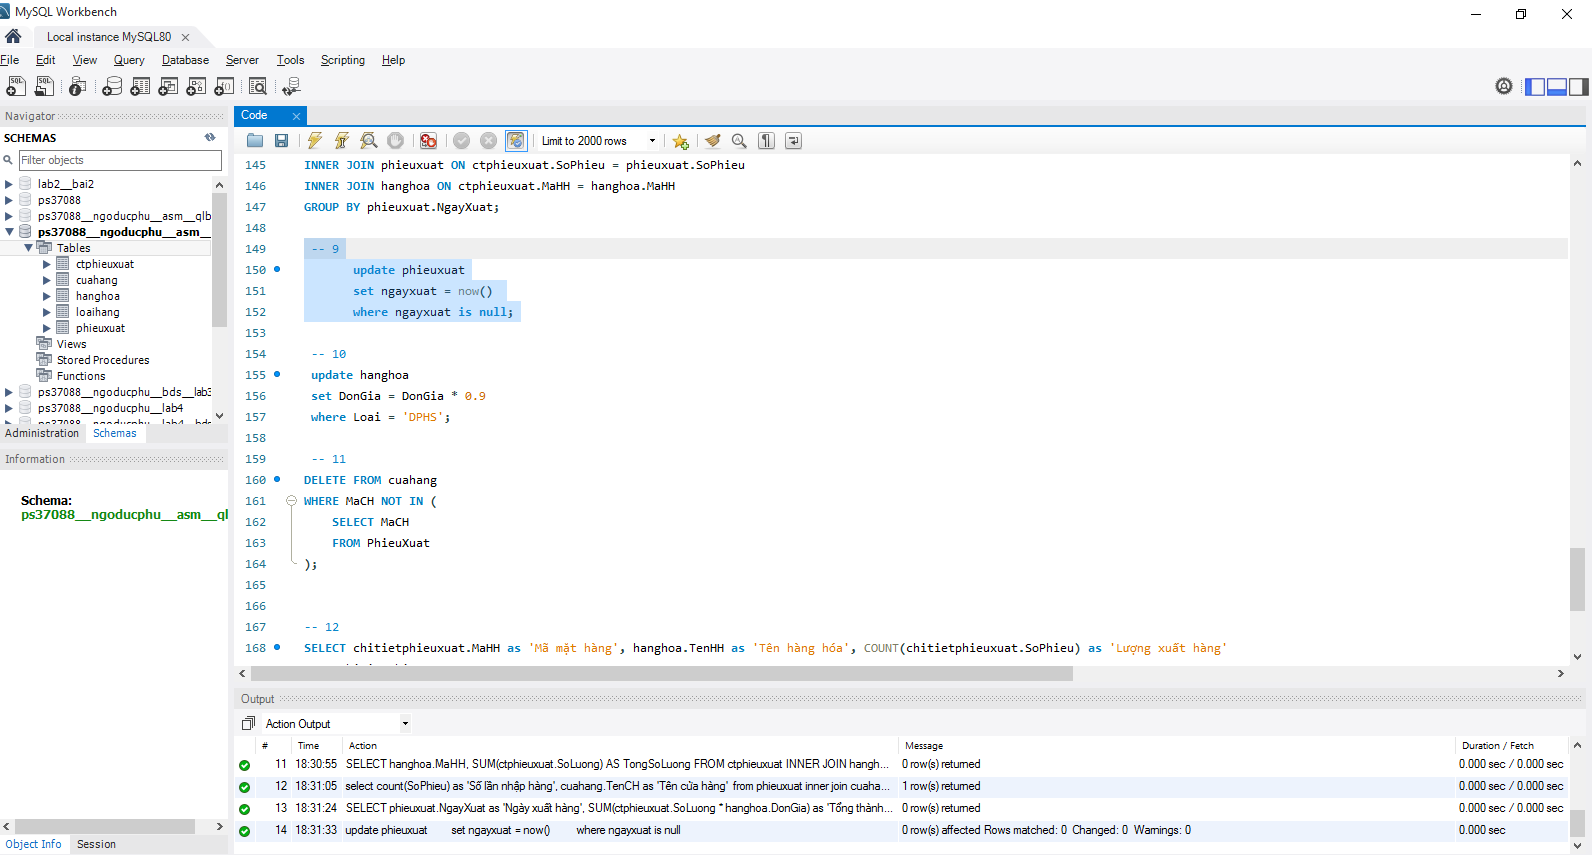 MySQL Workbench
Local instance MySQL80
File Edit View Query Database Server Tools Scripting Help
Navigator
SCHEMAS
Filter objects
lab2__bai2
ps37088
ps37088__ngoducphu__asm__qlb
ps37088__ngoducphu__asm__
Tables
ctphieuxuat
cuahang
hanghoa
loaihang
phieuxuat
Views
Stored Procedures
Functions
ps37088__ngoducphu__bds__lab3
ps37088__ngoducphu__lab4
ps37088__ngoducphu__lab4__bds
Administration Schemas
Information
Schema:
ps37088__ngoducphu__asm__ql
Object Info Session
Code
Limit to 2000 rows
145 INNER JOIN phieuxuat ON ctphieuxuat.SoPhieu = phieuxuat.SoPhieu
146 INNER JOIN hanghoa ON ctphieuxuat.MaHH = hanghoa.MaHH
147 GROUP BY phieuxuat.NgayXuat;
148
149 -- 9
150 update phieuxuat
151 set ngayxuat = now()
152 where ngayxuat is null;
153
154 -- 10
155 update hanghoa
156 set DonGia = DonGia * 0.9
157 where Loai = 'DPHS';
158
159 -- 11
160 DELETE FROM cuahang
161 WHERE MaCH NOT IN (
162 SELECT MaCH
163 FROM PhieuXuat
164 );
165
166
167 -- 12
168 SELECT chitietphieuxuat.MaHH as 'Mã mặt hàng', hanghoa.TenHH as 'Tên hàng hóa', COUNT(chitietphieuxuat.SoPhieu) as 'Lượng xuất hàng'
Output
Action Output
# Time Action Message Duration / Fetch
11 18:30:55 SELECT hanghoa.MaHH, SUM(ctphieuxuat.SoLuong) AS TongSoLuong FROM ctphieuxuat INNER JOIN hangh... 0 row(s) returned 0.000 sec / 0.000 sec
12 18:31:05 select count(SoPhieu) as 'Số lần nhập hàng', cuahang.TenCH as 'Tên cửa hàng' from phieuxuat inner join cuaha... 1 row(s) returned 0.000 sec / 0.000 sec
13 18:31:24 SELECT phieuxuat.NgayXuat as 'Ngày xuất hàng', SUM(ctphieuxuat.SoLuong * hanghoa.DonGia) as 'Tổng thành... 0 row(s) returned 0.000 sec / 0.000 sec
14 18:31:33 update phieuxuat set ngayxuat = now() where ngayxuat is null 0 row(s) affected Rows matched: 0 Changed: 0 Warnings: 0 0.000 sec